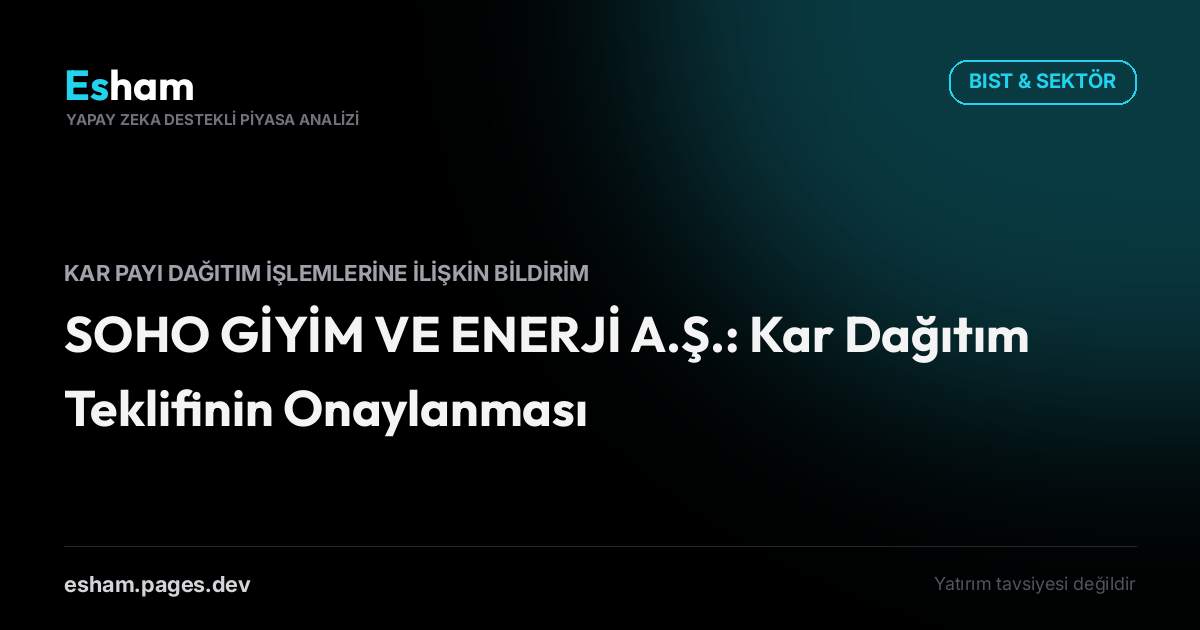 Esham
BIST & SEKTÖR
YAPAY ZEKA DESTEKLİ PİYASA ANALİZİ
KAR PAYI DAĞITIM İŞLEMLERİNE İLİŞKİN BİLDİRİM
SOHO GİYİM VE ENERJİ A.Ş.: Kar Dağıtım
Teklifinin Onaylanması
esham.pages.dev
Yatırım tavsiyesi değildir